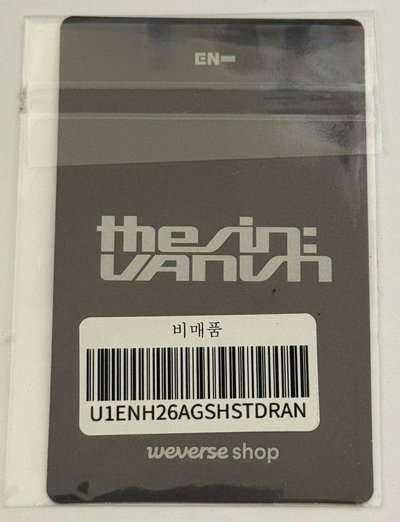 EN-
the sin:
VANISH
비매품
U1ENH26AGSHSTDRAN
weverse shop